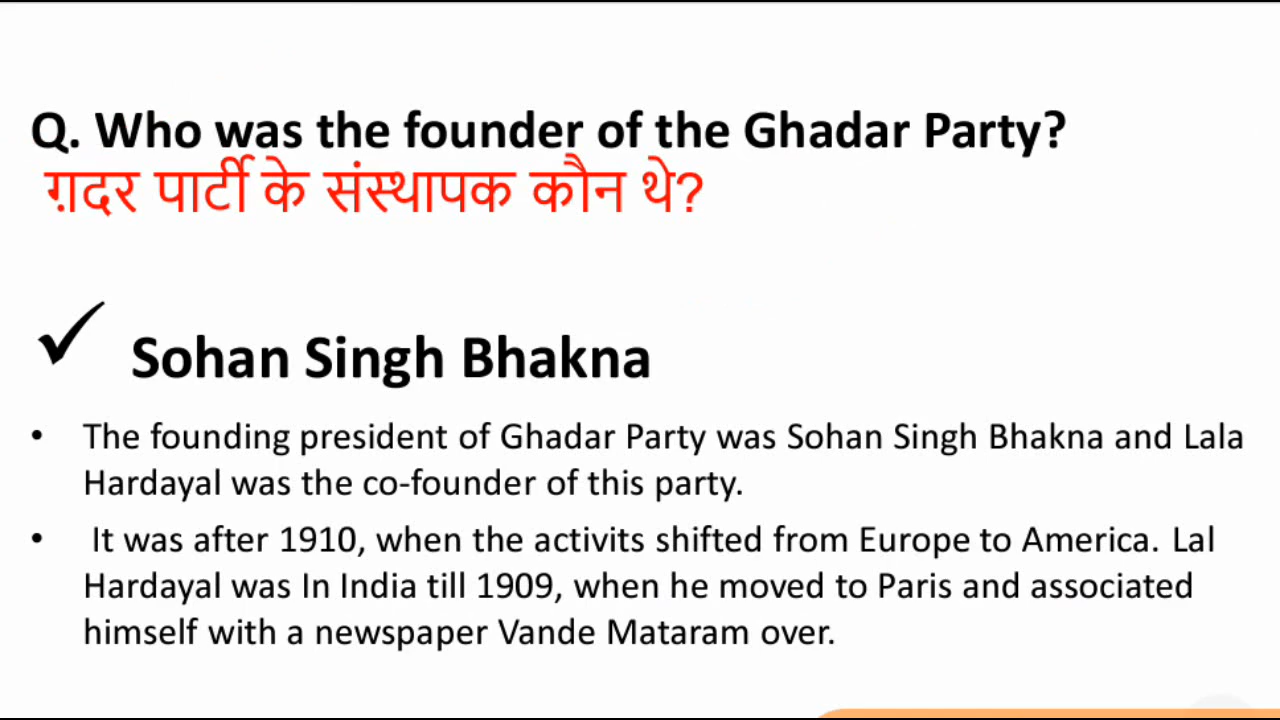 Q. Who was the founder of the Ghadar Party?
ग़दर पार्टी के संस्थापक कौन थे?
✓ Sohan Singh Bhakna
• The founding president of Ghadar Party was Sohan Singh Bhakna and Lala
Hardayal was the co-founder of this party.
• It was after 1910, when the activits shifted from Europe to America. Lal
Hardayal was In India till 1909, when he moved to Paris and associated
himself with a newspaper Vande Mataram over.